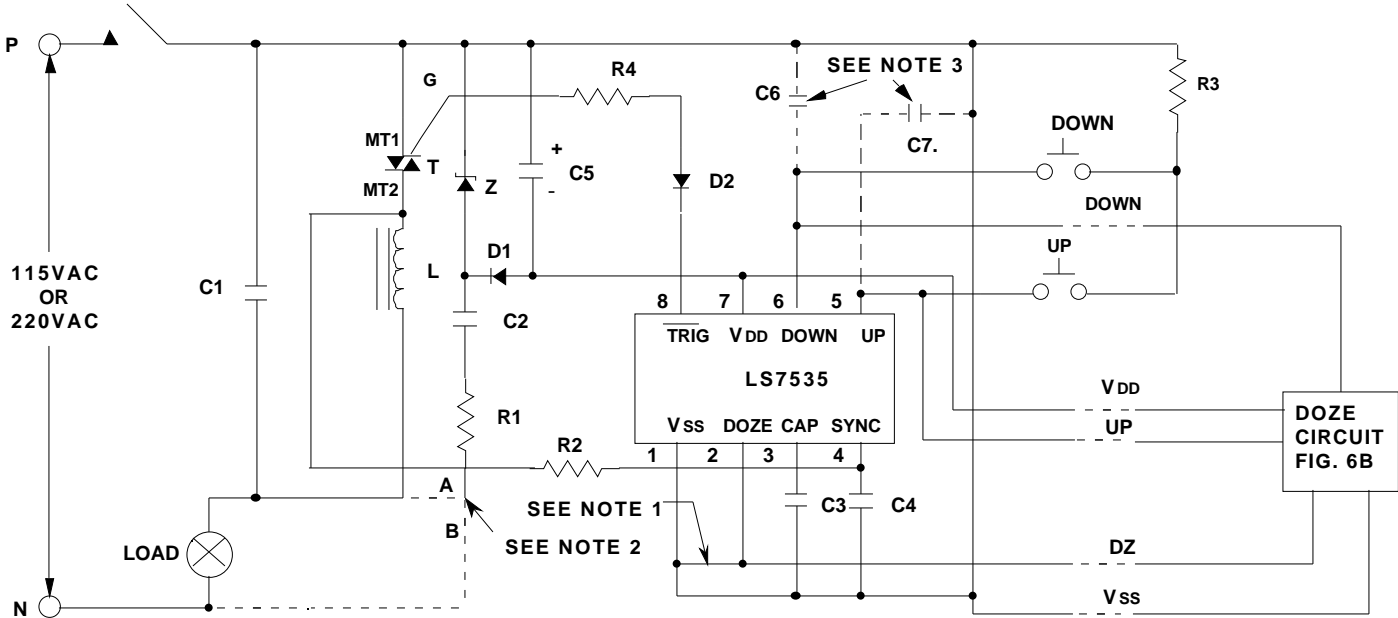 P
G
R4
SEE NOTE 3
C6
R3
C7.
DOWN
MT1
T
+
C5
-
Z
D2
MT2
DOWN
D1
UP
115VAC
OR
220VAC
C1
L
8 7 6 5
C2
TRIG VDD DOWN UP
LS7535
VDD
R1
VSS DOZE CAP SYNC
UP
DOZE
CIRCUIT
FIG. 6B
R2
1 2 3 4
A
SEE NOTE 1
C3
C4
B
SEE NOTE 2
LOAD
DZ
VSS
N